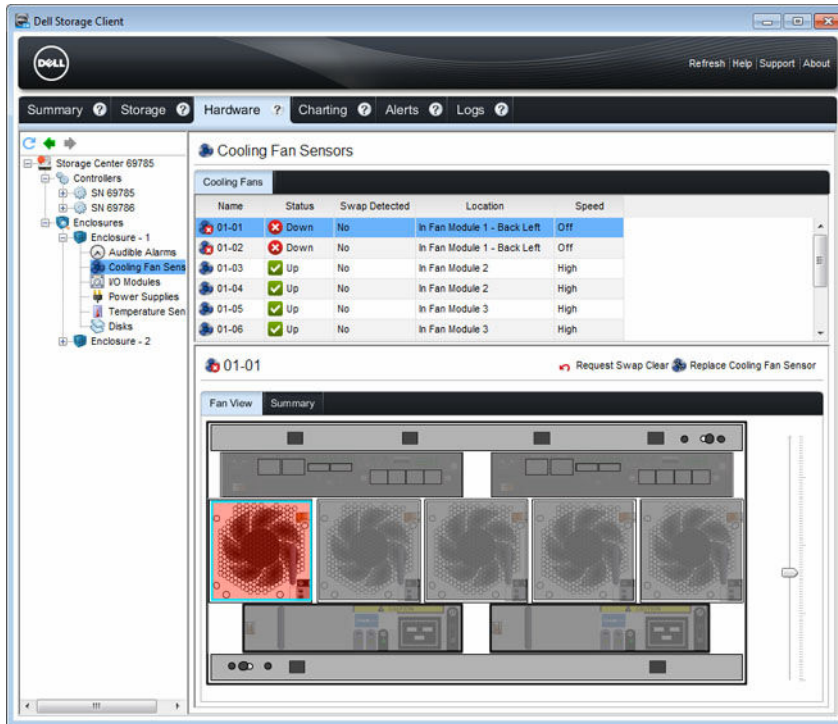 Dell Storage Client
DELL
Refresh | Help | Support | About
Summary ? Storage ? Hardware ? Charting ? Alerts ? Logs ?
Storage Center 69785
Controllers
SN 69785
SN 69786
Enclosures
Enclosure - 1
Audible Alarms
Cooling Fan Sens
I/O Modules
Power Supplies
Temperature Sen
Disks
Enclosure - 2
Cooling Fan Sensors
Cooling Fans
Name Status Swap Detected Location Speed
01-01 Down No In Fan Module 1 - Back Left Off
01-02 Down No In Fan Module 1 - Back Left Off
01-03 Up No In Fan Module 2 High
01-04 Up No In Fan Module 2 High
01-05 Up No In Fan Module 3 High
01-06 Up No In Fan Module 3 High
01-01 Request Swap Clear Replace Cooling Fan Sensor
Fan View Summary